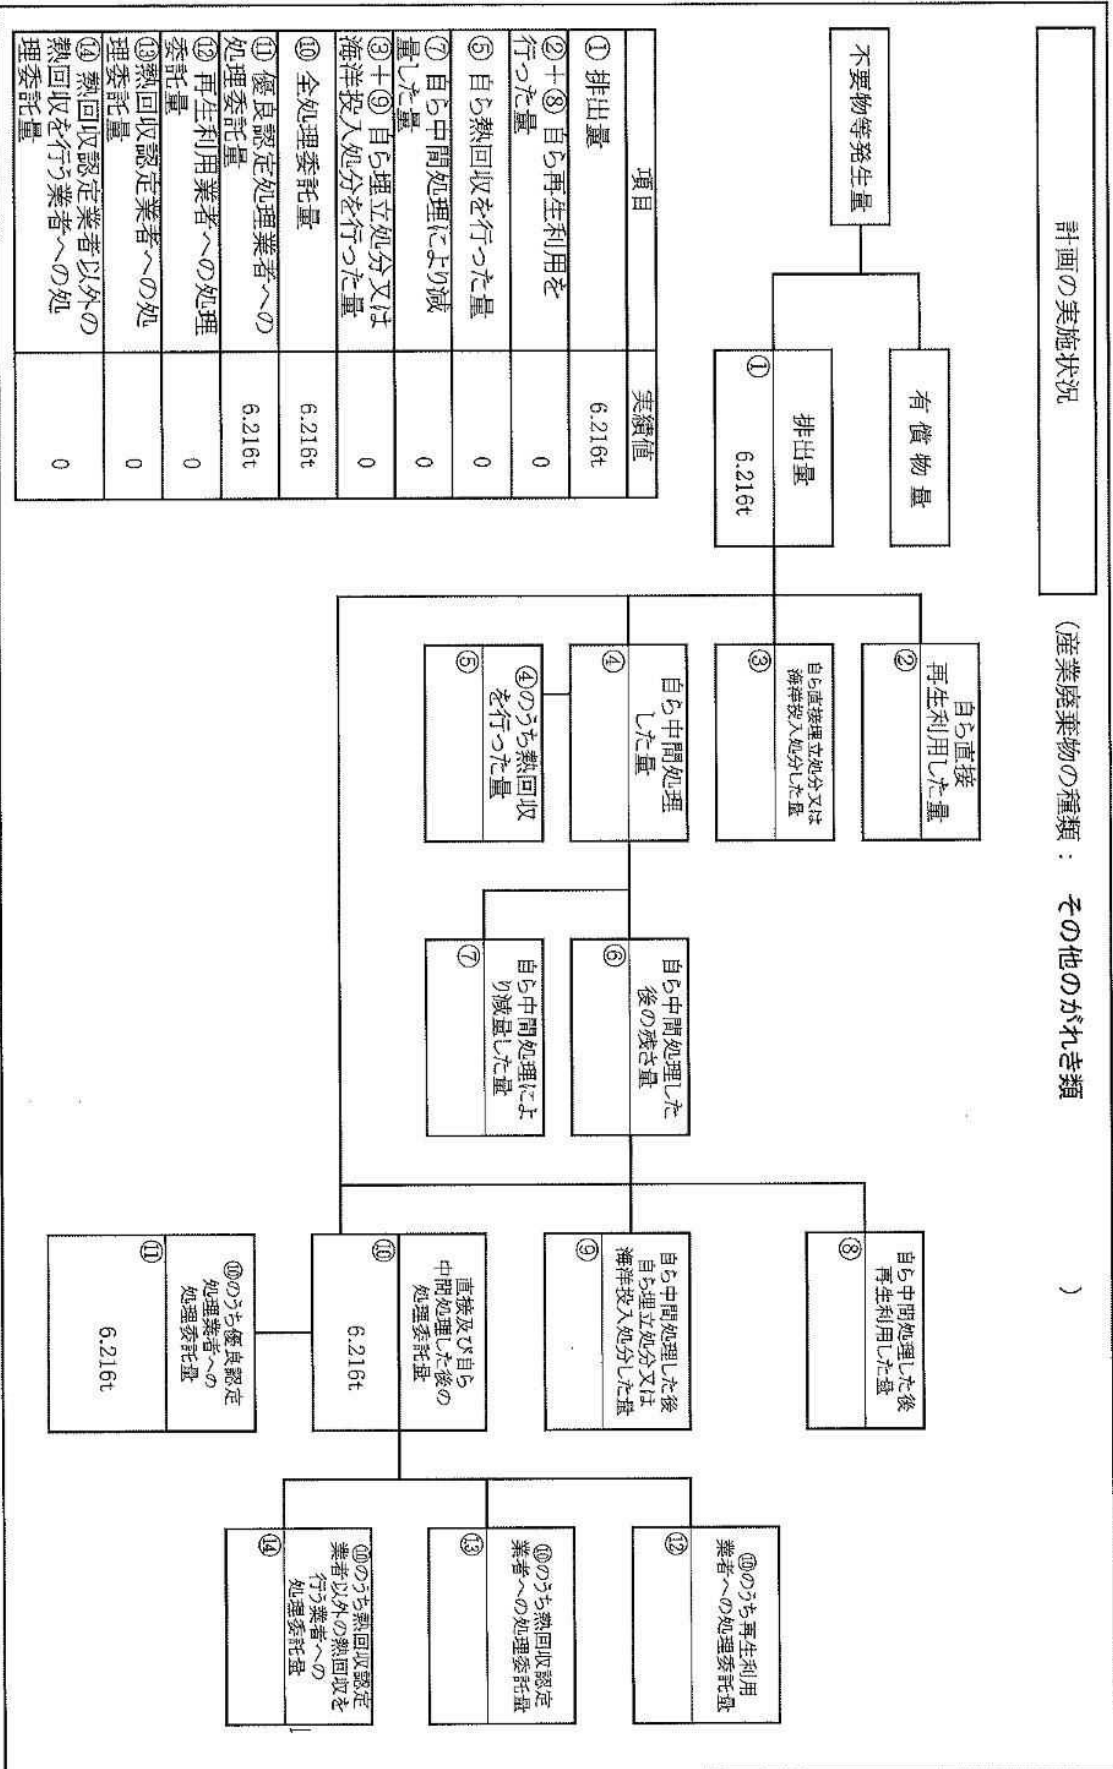 計画の実施状況
(産業廃棄物の種類： その他のがれき類 )
不要物等発生量
有償物量
排出量
①
6.216t
自ら直接
再生利用した量
②
自ら直接埋立処分又は
海洋投入処分した量
③
自ら中間処理
した量
④
④のうち熱回収
を行った量
⑤
自ら中間処理した
後の残さ量
⑥
自ら中間処理によ
り減量した量
⑦
自ら中間処理した後
再生利用した量
⑧
自ら中間処理した後
自ら埋立処分又は
海洋投入処分した量
⑨
直接及び自ら
中間処理した後の
処理委託量
⑩
6.216t
⑩のうち優良認定
処理業者への
処理委託量
⑪
6.216t
⑩のうち再生利用
業者への処理委託量
⑫
⑩のうち熱回収認定
業者への処理委託量
⑬
⑩のうち熱回収認定
業者以外の熱回収を
行う業者への
処理委託量
⑭
項目 実績値
① 排出量 6.216t
②＋⑧ 自ら再生利用を
行った量 0
⑤ 自ら熱回収を行った量 0
⑦ 自ら中間処理により減
量した量 0
③＋⑨ 自ら埋立処分又は
海洋投入処分を行った量 0
⑩ 全処理委託量 6.216t
⑪ 優良認定処理業者への
処理委託量 6.216t
⑫ 再生利用業者への処理
委託量 0
⑬熱回収認定業者への処
理委託量 0
⑭ 熱回収認定業者以外の
熱回収を行う業者への処
理委託量 0